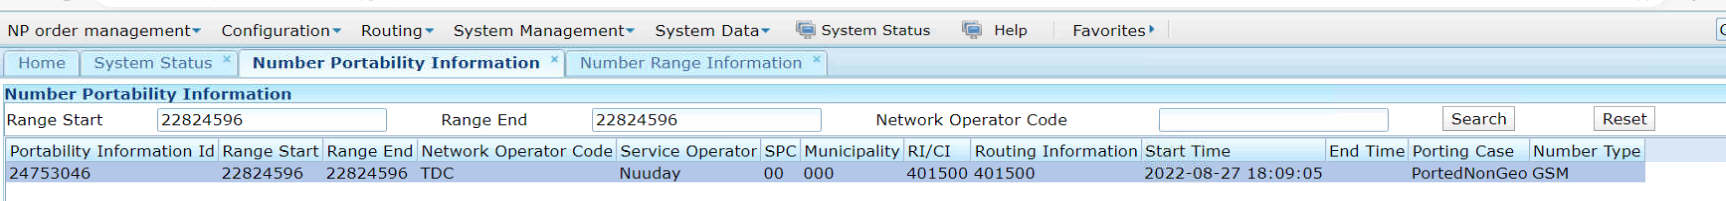 NP order management Configuration Routing System Management System Data System Status Help Favorites
Home System Status × Number Portability Information × Number Range Information ×
Number Portability Information
Range Start 22824596 Range End 22824596 Network Operator Code Search Reset
Portability Information Id Range Start Range End Network Operator Code Service Operator SPC Municipality RI/CI Routing Information Start Time End Time Porting Case Number Type
24753046 22824596 22824596 TDC Nuuday 00 000 401500 401500 2022-08-27 18:09:05 PortedNonGeo GSM